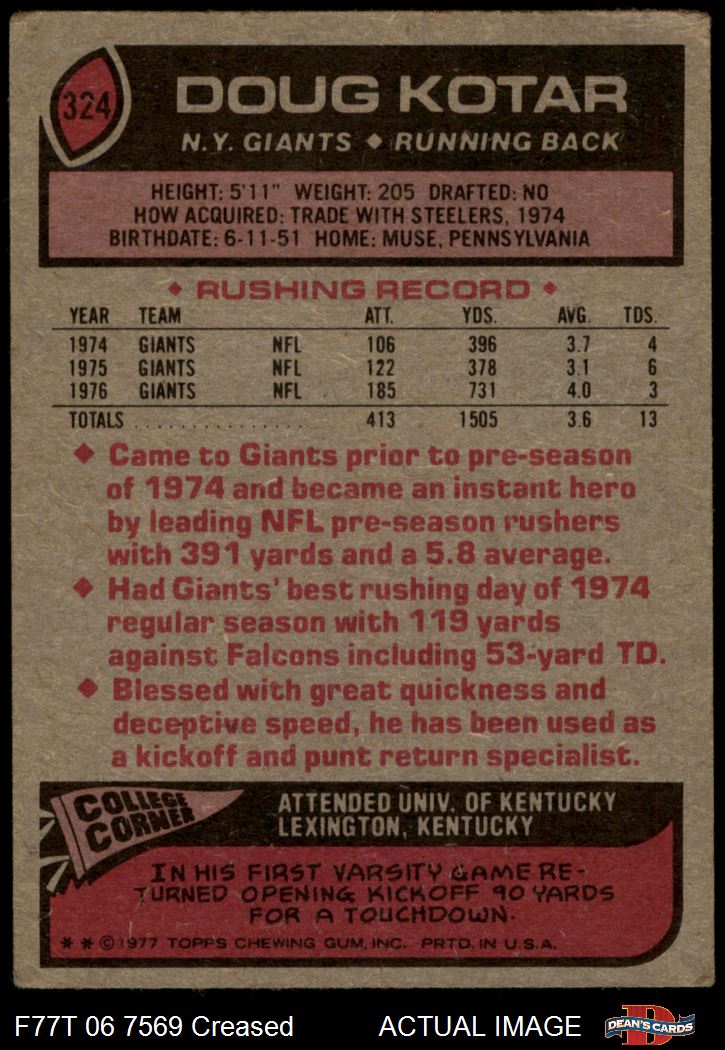 324
DOUG KOTAR
N.Y. GIANTS ♦ RUNNING BACK
HEIGHT: 5'11" WEIGHT: 205 DRAFTED: NO
HOW ACQUIRED: TRADE WITH STEELERS, 1974
BIRTHDATE: 6-11-51 HOME: MUSE, PENNSYLVANIA
♦ RUSHING RECORD ♦
YEAR TEAM ATT. YDS. AVG. TDS.
1974 GIANTS NFL 106 396 3.7 4
1975 GIANTS NFL 122 378 3.1 6
1976 GIANTS NFL 185 731 4.0 3
TOTALS . . . . . . . . . . . . . . . . 413 1505 3.6 13
♦ Came to Giants prior to pre-season
of 1974 and became an instant hero
by leading NFL pre-season rushers
with 391 yards and a 5.8 average.
♦ Had Giants' best rushing day of 1974
regular season with 119 yards
against Falcons including 53-yard TD.
♦ Blessed with great quickness and
deceptive speed, he has been used as
a kickoff and punt return specialist.
COLLEGE
CORNER
ATTENDED UNIV. OF KENTUCKY
LEXINGTON, KENTUCKY
IN HIS FIRST VARSITY GAME RE-
TURNED OPENING KICKOFF 90 YARDS
FOR A TOUCHDOWN.
* * © 1977 TOPPS CHEWING GUM, INC. PRTD. IN U.S.A.
F77T 06 7569 Creased ACTUAL IMAGE
DEAN'S CARDS